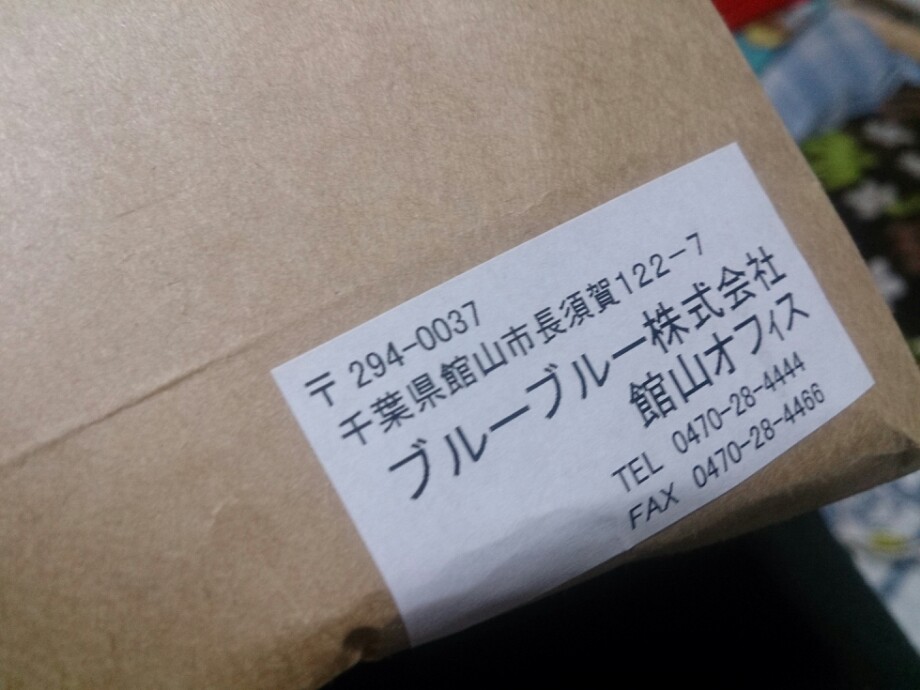 〒 294-0037
千葉県館山市長須賀122-7
ブルーブルー株式会社
館山オフィス
TEL 0470-28-4444
FAX 0470-28-4466